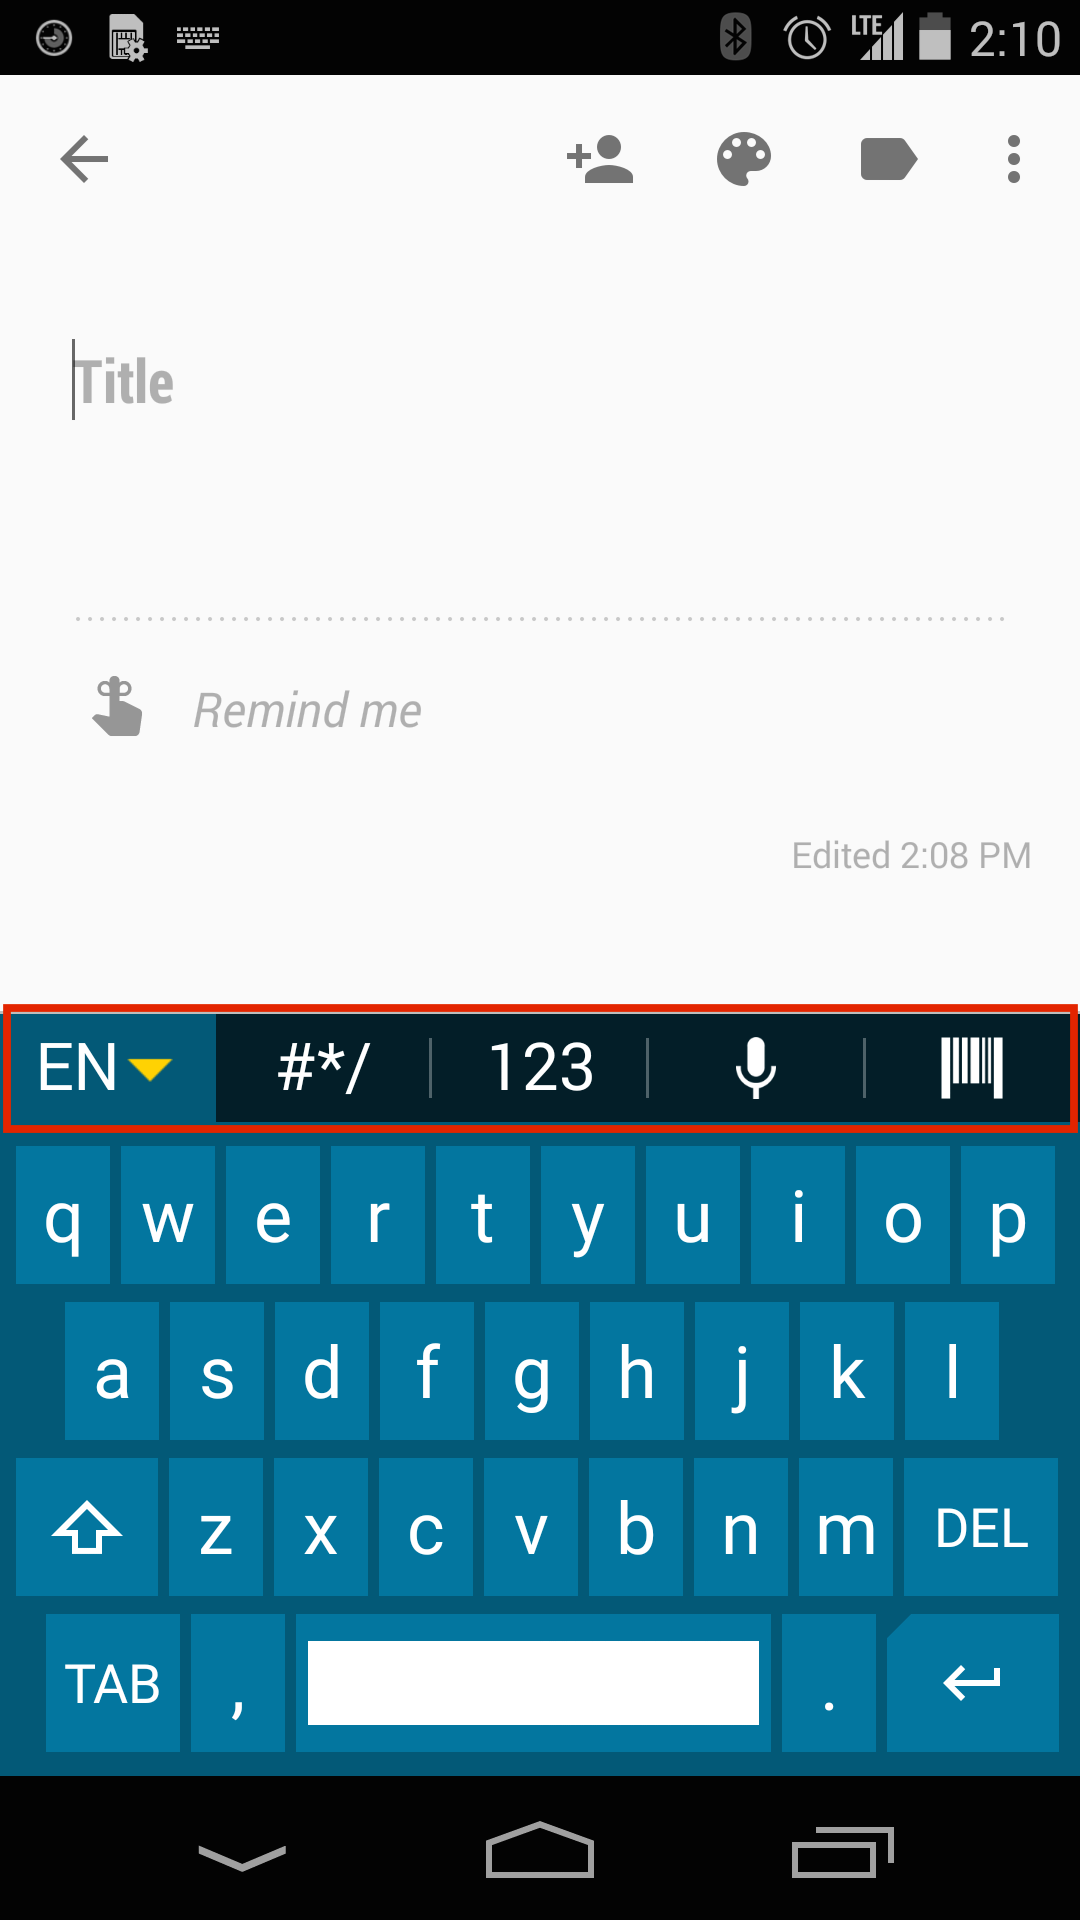 LTE 2:10
Title
Remind me
Edited 2:08 PM
EN #*/ 123
q w e r t y u i o p
a s d f g h j k l
z x c v b n m DEL
TAB , .